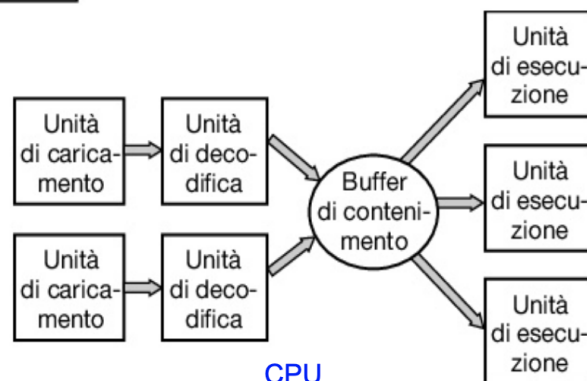 Unità
di carica-
mento
Unità
di deco-
difica
Unità
di carica-
mento
Unità
di deco-
difica
Buffer
di conteni-
mento
Unità
di esecu-
zione
Unità
di esecu-
zione
Unità
di esecu-
zione
CPU